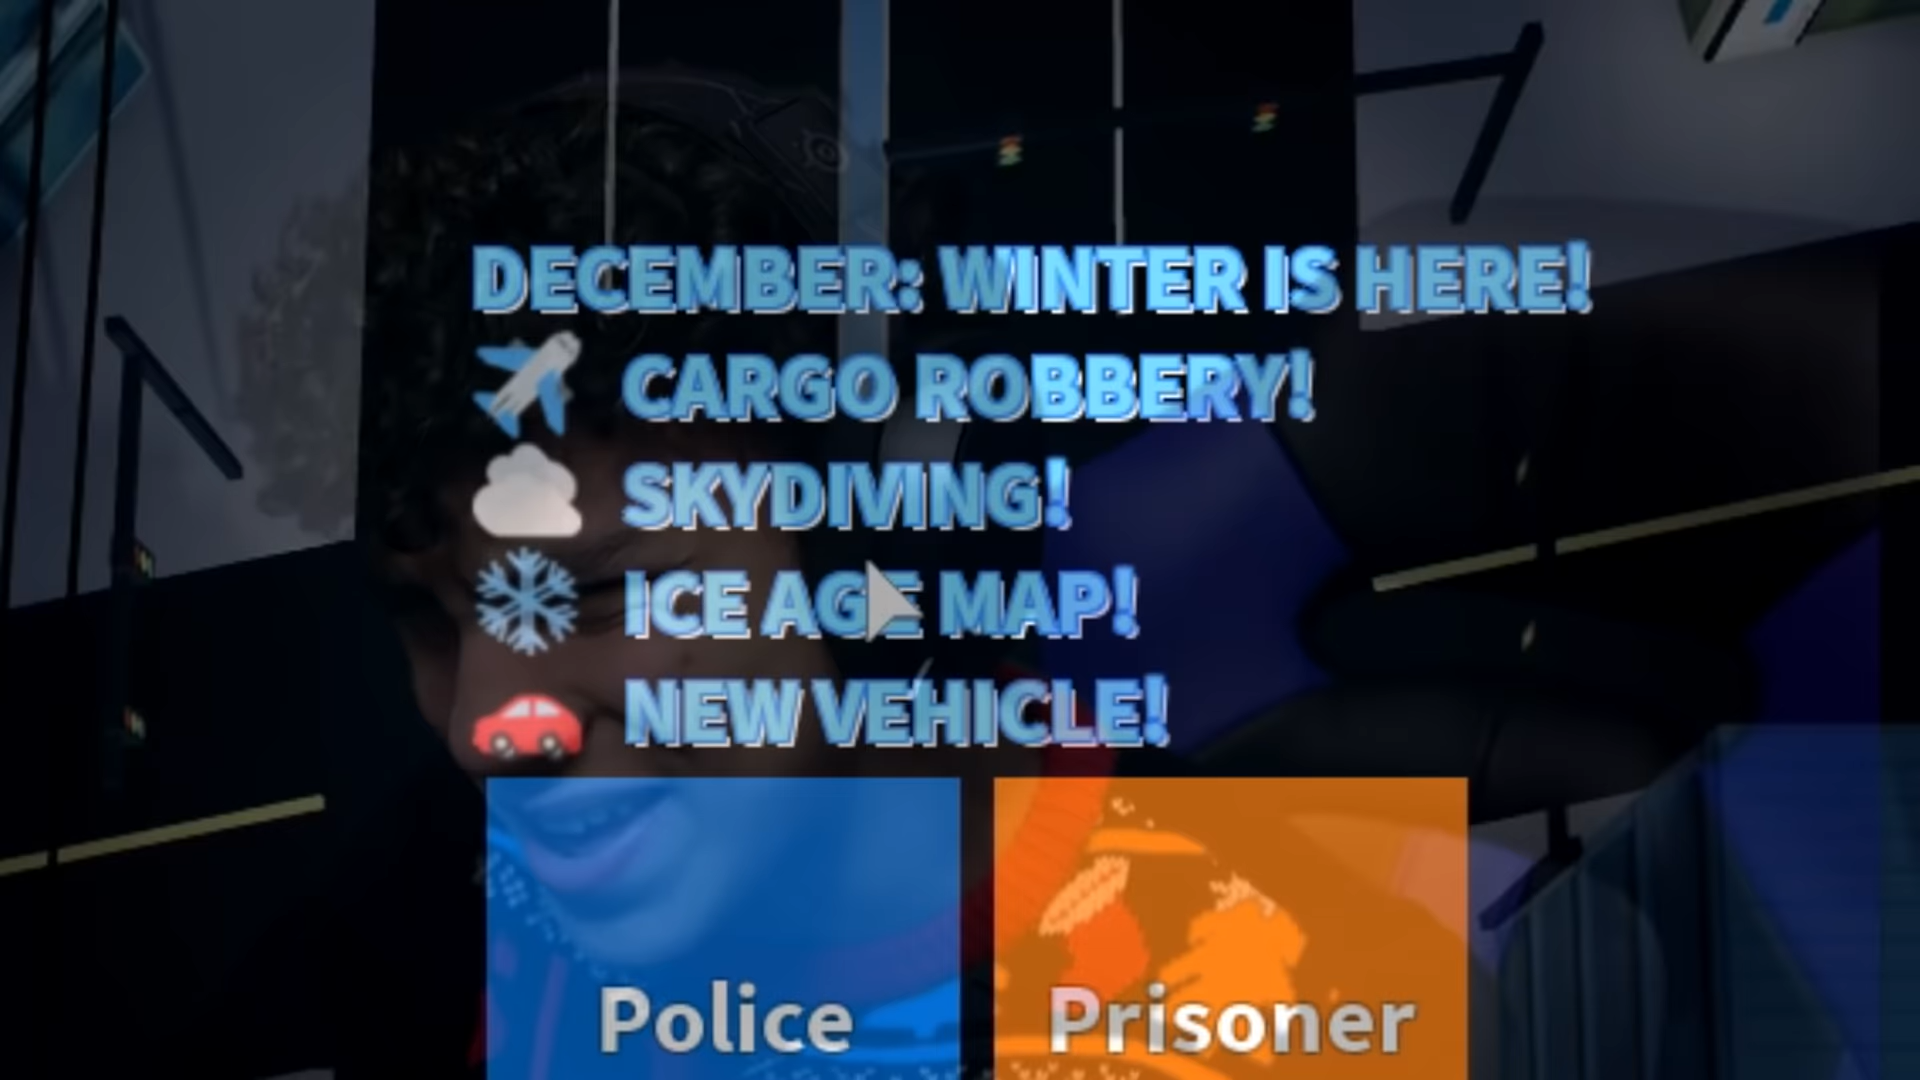 DECEMBER: WINTER IS HERE!
CARGO ROBBERY!
SKYDIVING!
ICE AGE MAP!
NEW VEHICLE!
Police
Prisoner